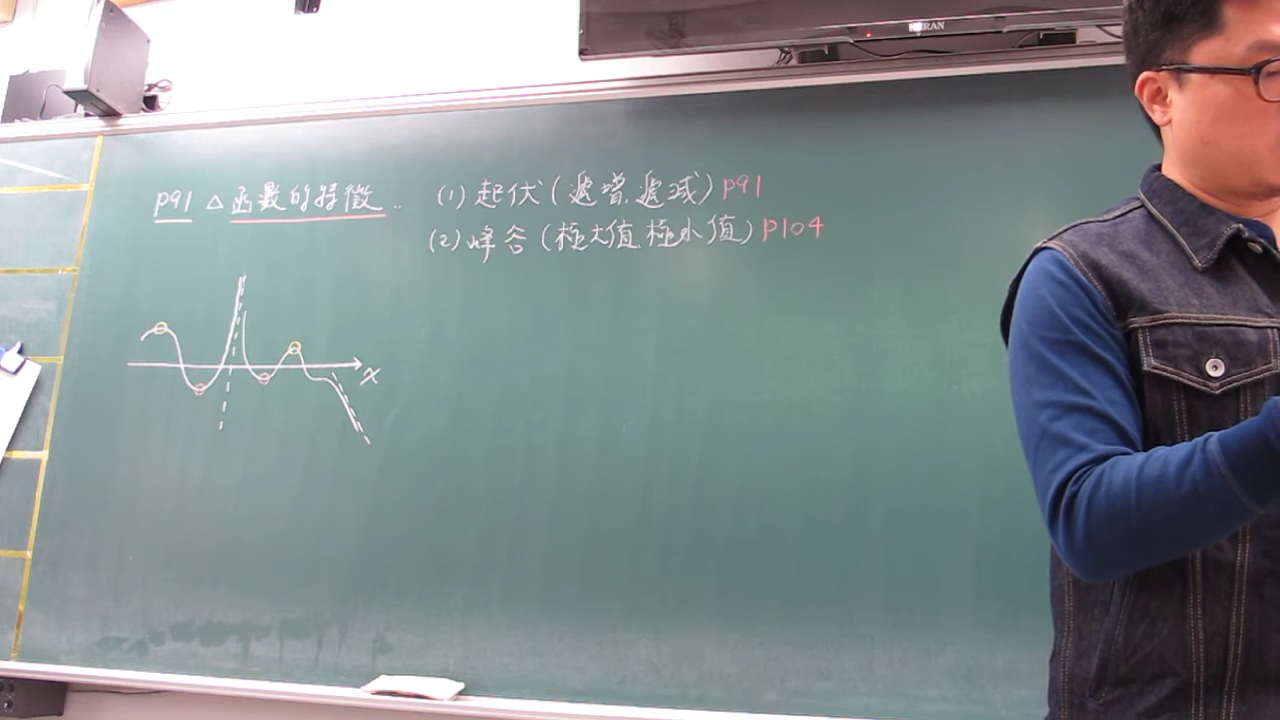 P91 △ 函數的特徵.. (1) 起伏(遞增,遞減) P91
(2) 峰谷(極大值,極小值) P104
x